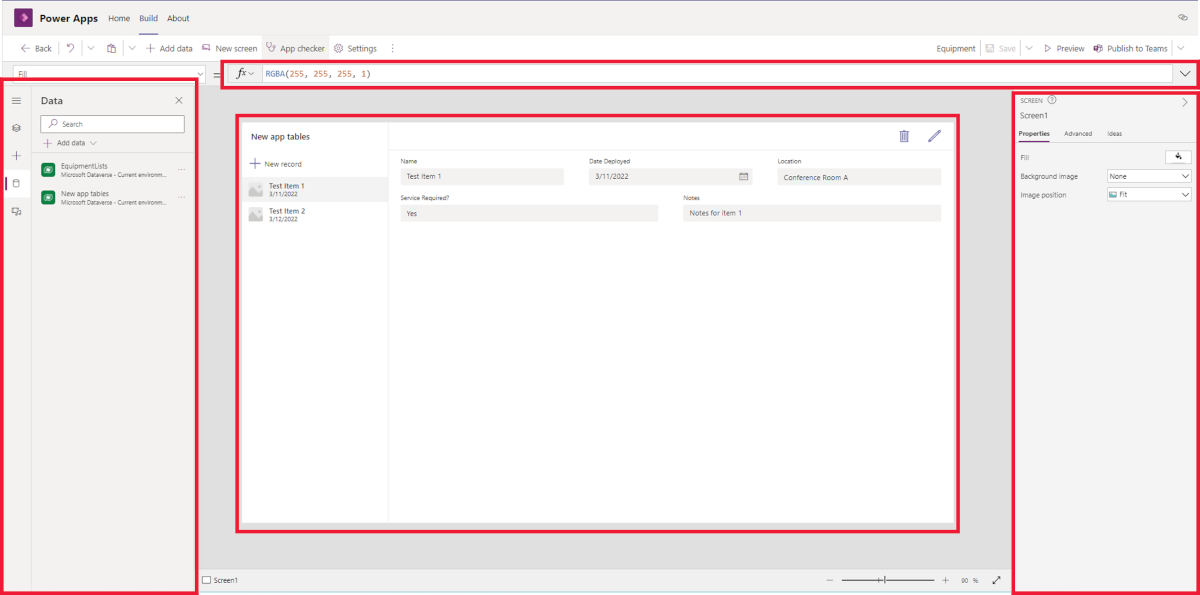 Power Apps Home Build About
Back Add data New screen App checker Settings Equipment Save Preview Publish to Teams
Fill = fx RGBA(255, 255, 255, 1)
Data
Search
Add data
EquipmentLists
Microsoft Dataverse - Current environm...
New app tables
Microsoft Dataverse - Current environm...
New app tables
New record
Test Item 1
3/11/2022
Test Item 2
3/12/2022
Name Date Deployed Location
Test Item 1 3/11/2022 Conference Room A
Service Required? Notes
Yes Notes for item 1
SCREEN
Screen1
Properties Advanced Ideas
Fill
Background image None
Image position Fit
Screen1 90 %